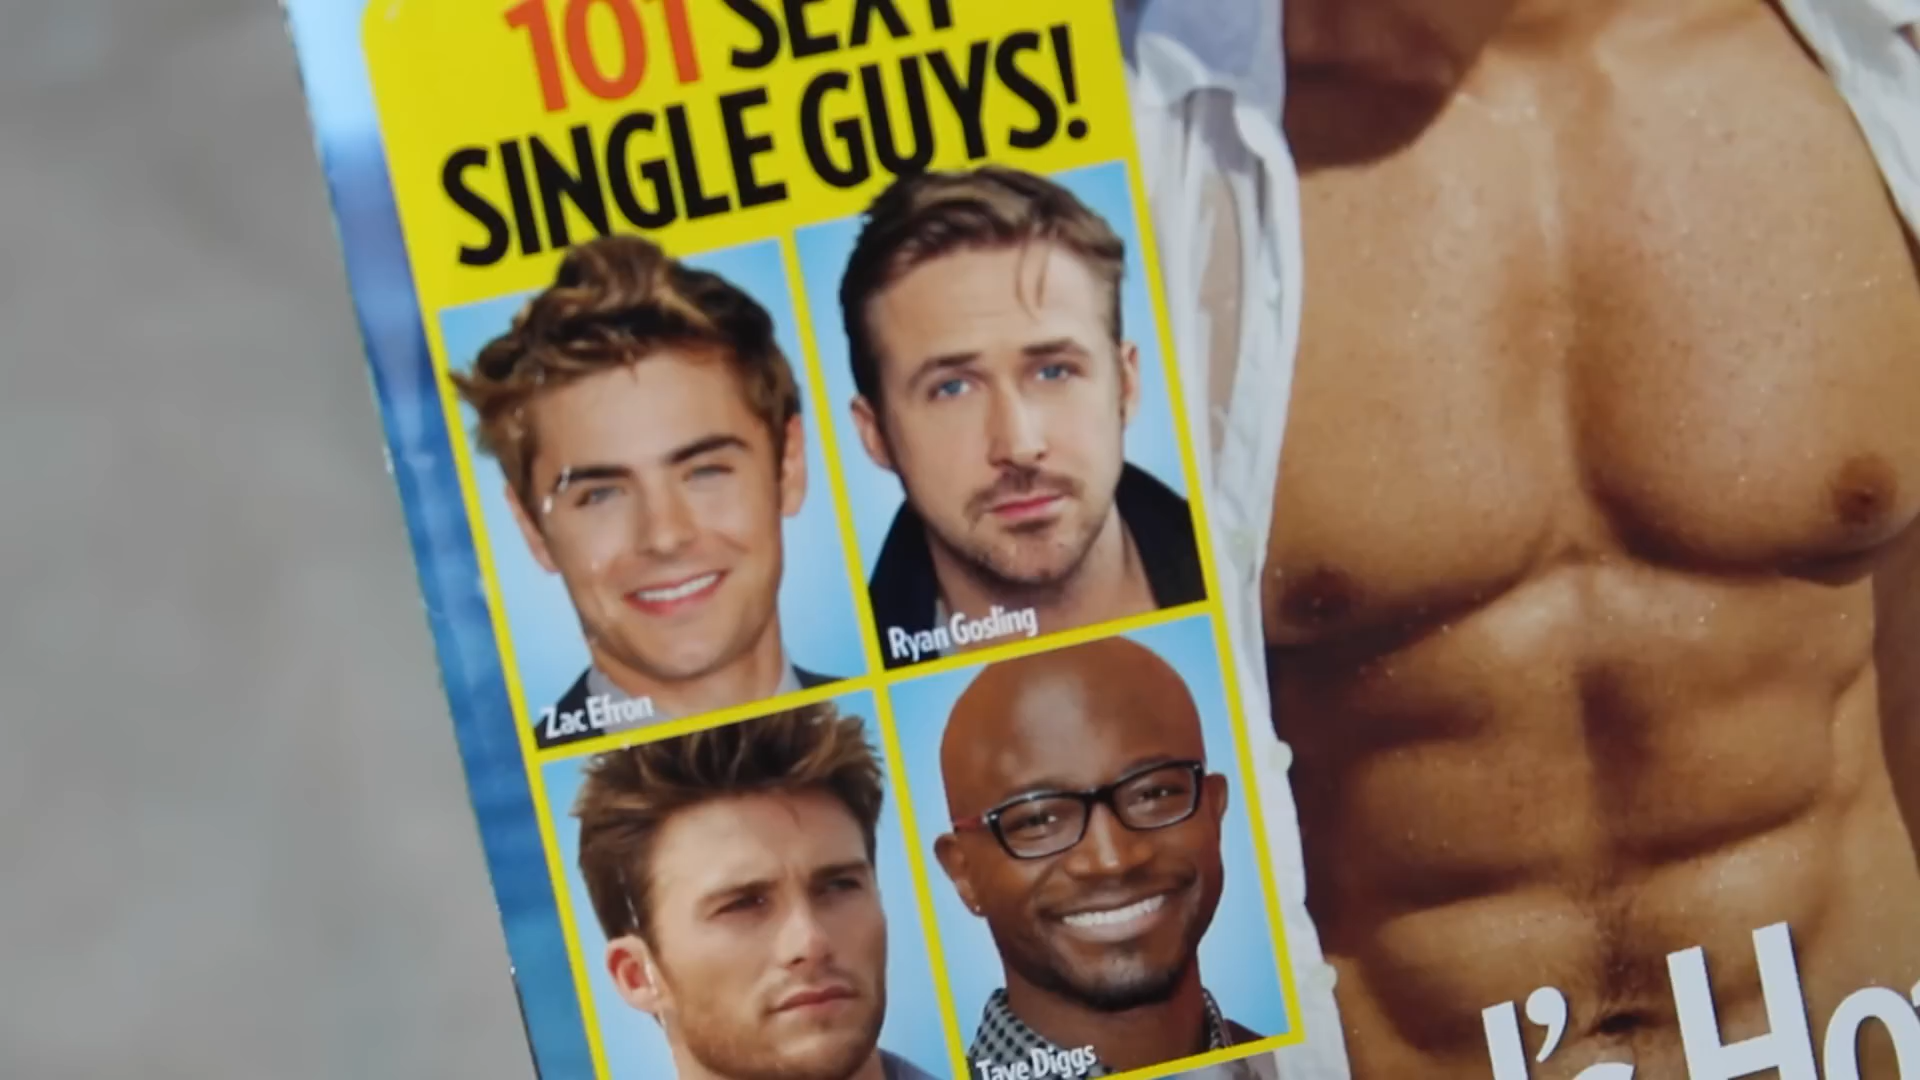 101 SEXY
SINGLE GUYS!
Zac Efron
Ryan Gosling
Taye Diggs